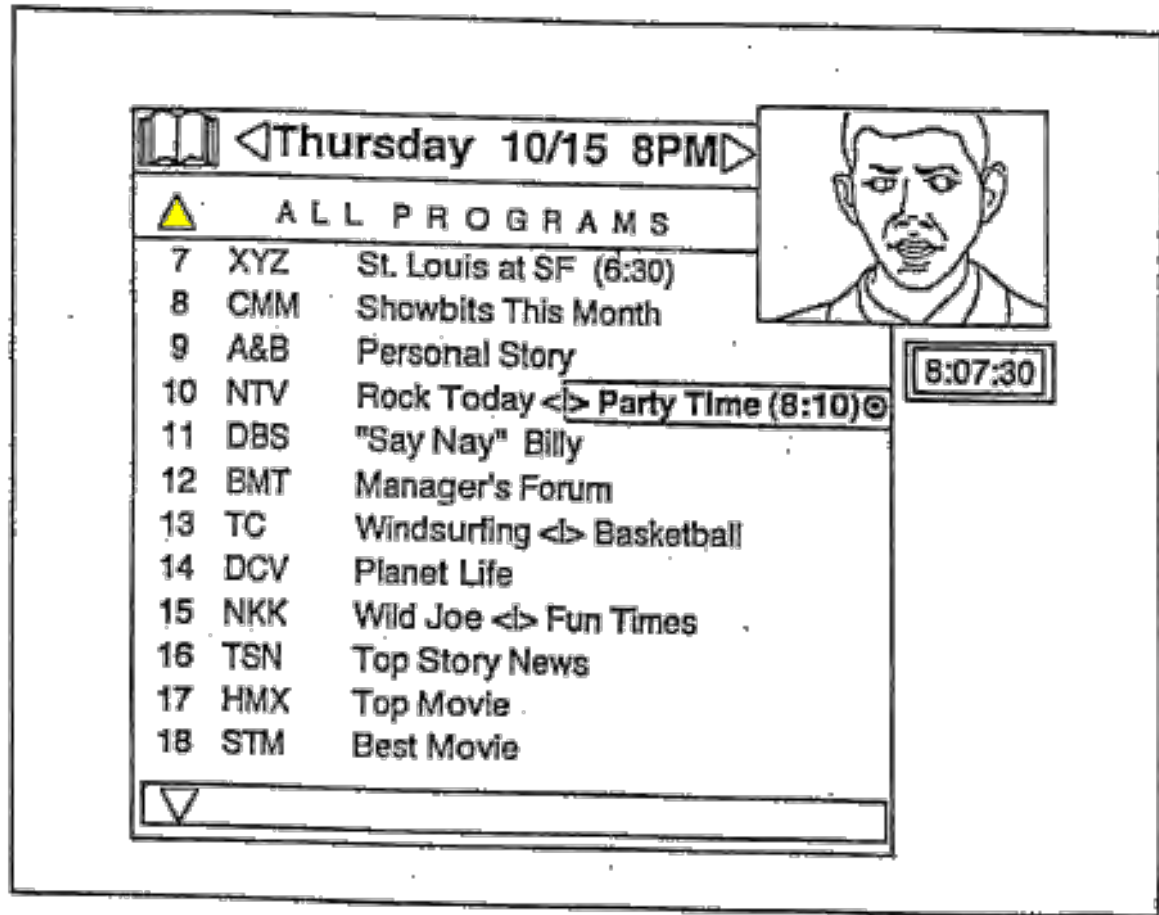 Thursday 10/15 8PM
ALL PROGRAMS
7 XYZ St. Louis at SF (6:30)
8 CMM Showbits This Month
9 A&B Personal Story
8:07:30
10 NTV Rock Today <|> Party Time (8:10)
11 DBS "Say Nay" Billy
12 BMT Manager's Forum
13 TC Windsurfing <|> Basketball
14 DCV Planet Life
15 NKK Wild Joe <|> Fun Times
16 TSN Top Story News
17 HMX Top Movie
18 STM Best Movie